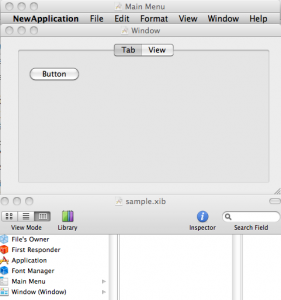 Main Menu
NewApplication File Edit Format View Window Help
Window
Tab View
Button
sample.xib
View Mode Library Inspector Search Field
File's Owner
First Responder
Application
Font Manager
Main Menu
Window (Window)